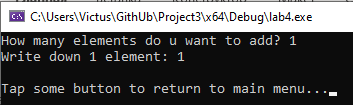 C:\Users\Victus\GithUb\Project3\x64\Debug\lab4.exe
How many elements do u want to add? 1
Write down 1 element: 1
Tap some button to return to main menu...